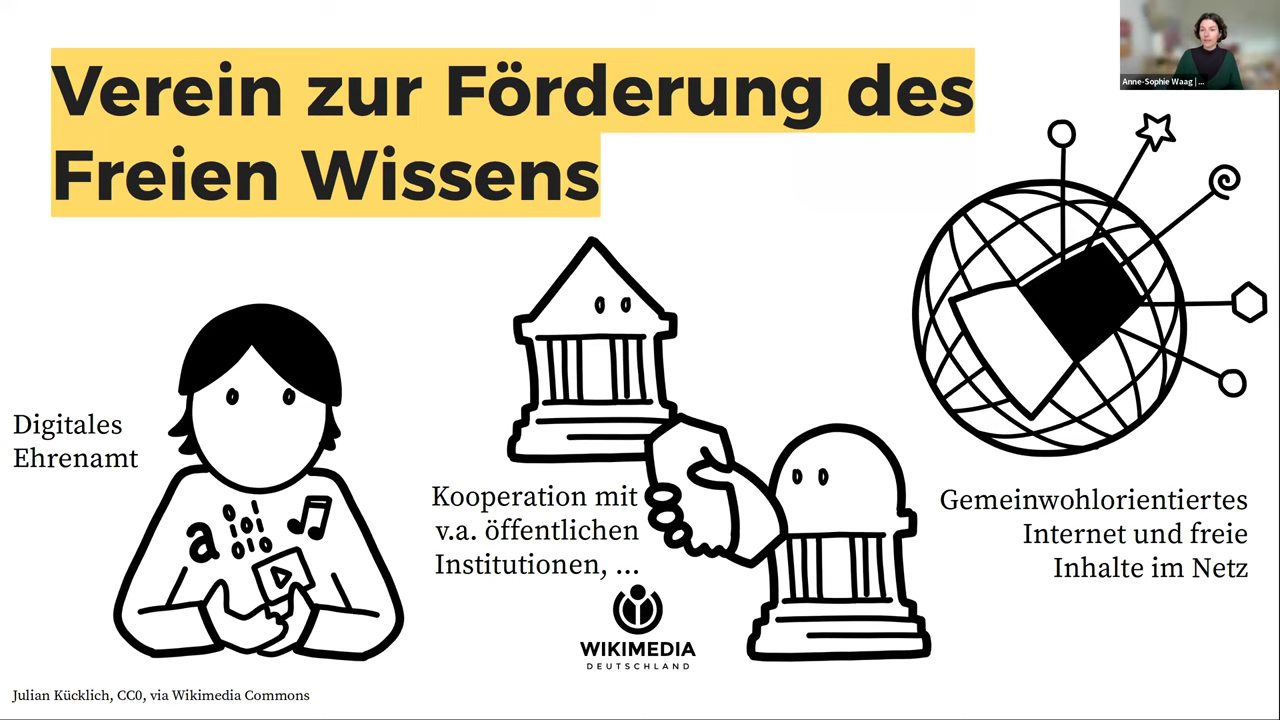 Verein zur Förderung des
Freien Wissens
Anne-Sophie Waag | ...
Digitales
Ehrenamt
a
Kooperation mit
v.a. öffentlichen
Institutionen, ...
Gemeinwohlorientiertes
Internet und freie
Inhalte im Netz
WIKIMEDIA
DEUTSCHLAND
Julian Kücklich, CC0, via Wikimedia Commons